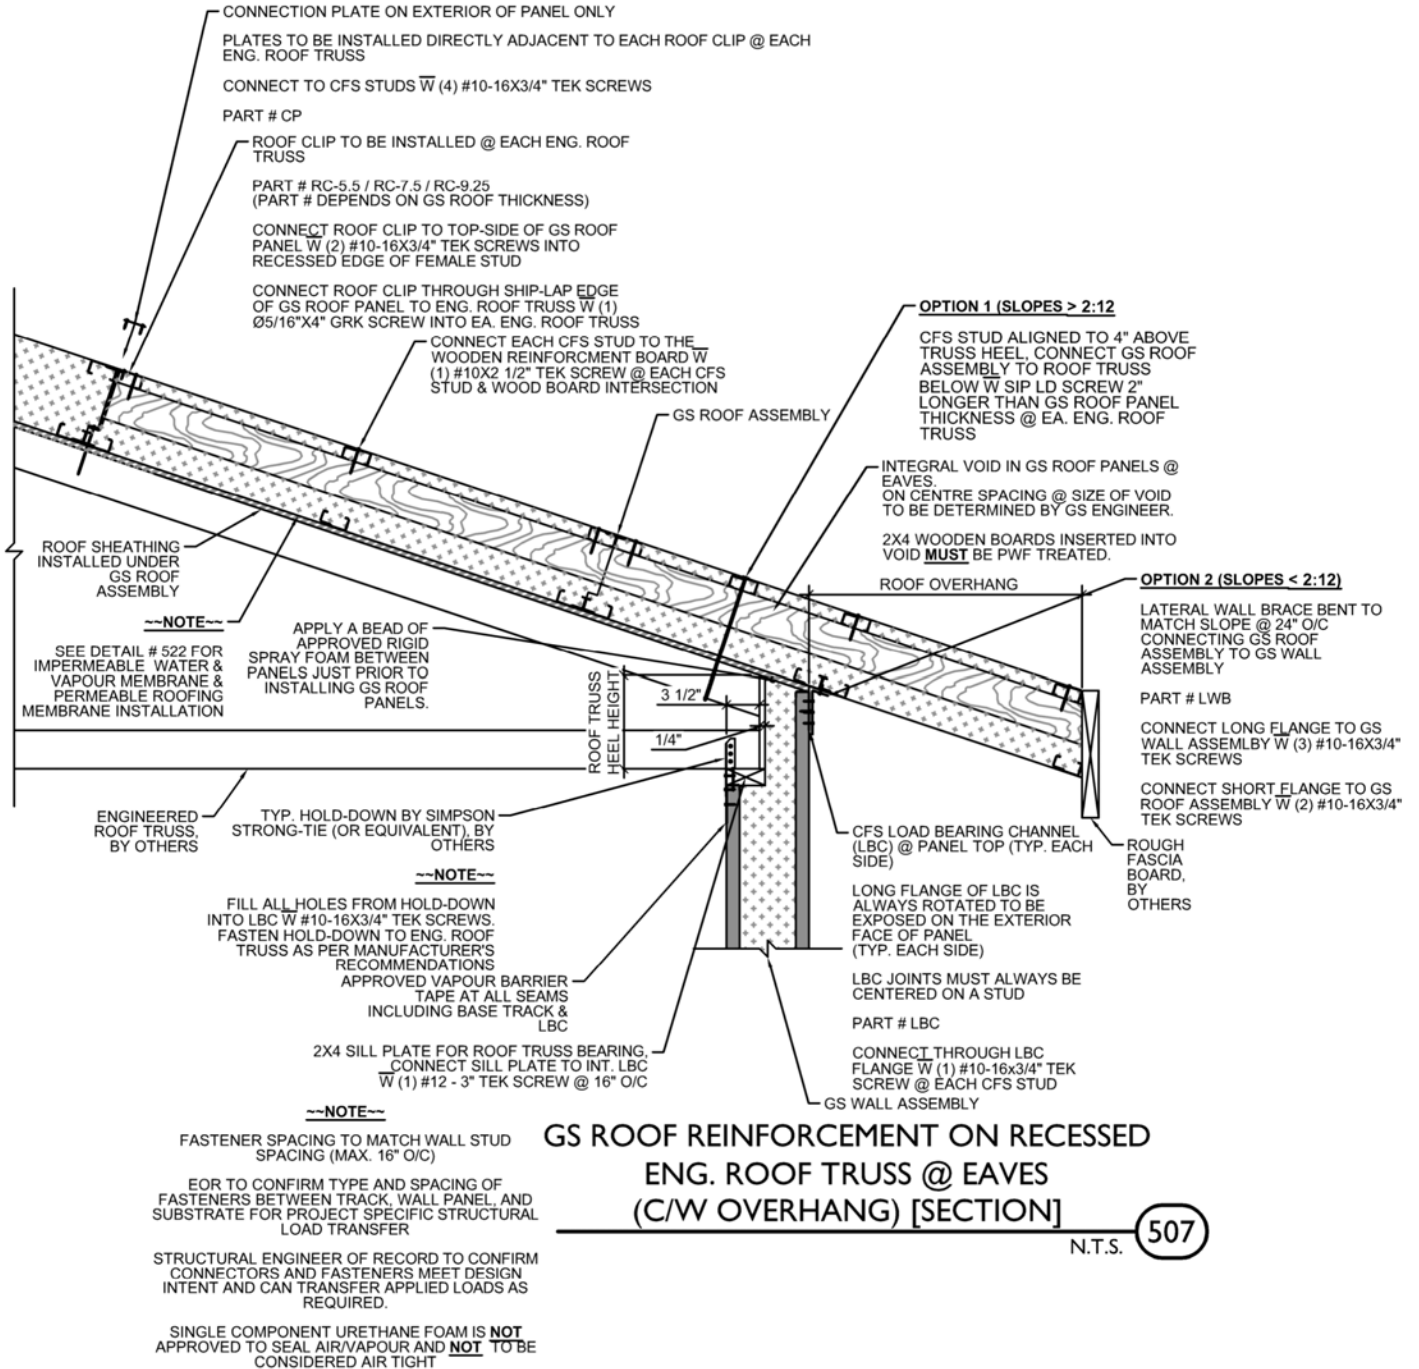 CONNECTION PLATE ON EXTERIOR OF PANEL ONLY
PLATES TO BE INSTALLED DIRECTLY ADJACENT TO EACH ROOF CLIP @ EACH
ENG. ROOF TRUSS
CONNECT TO CFS STUDS W̅ (4) #10-16X3/4" TEK SCREWS
PART # CP
ROOF CLIP TO BE INSTALLED @ EACH ENG. ROOF
TRUSS
PART # RC-5.5 / RC-7.5 / RC-9.25
(PART # DEPENDS ON GS ROOF THICKNESS)
CONNECT ROOF CLIP TO TOP-SIDE OF GS ROOF
PANEL W̅ (2) #10-16X3/4" TEK SCREWS INTO
RECESSED EDGE OF FEMALE STUD
CONNECT ROOF CLIP THROUGH SHIP-LAP EDGE
OF GS ROOF PANEL TO ENG. ROOF TRUSS W̅ (1)
Ø5/16"X4" GRK SCREW INTO EA. ENG. ROOF TRUSS
CONNECT EACH CFS STUD TO THE
WOODEN REINFORCMENT BOARD W̅
(1) #10X2 1/2" TEK SCREW @ EACH CFS
STUD & WOOD BOARD INTERSECTION
GS ROOF ASSEMBLY
OPTION 1 (SLOPES > 2:12
CFS STUD ALIGNED TO 4" ABOVE
TRUSS HEEL, CONNECT GS ROOF
ASSEMBLY TO ROOF TRUSS
BELOW W̅ SIP LD SCREW 2"
LONGER THAN GS ROOF PANEL
THICKNESS @ EA. ENG. ROOF
TRUSS
INTEGRAL VOID IN GS ROOF PANELS @
EAVES.
ON CENTRE SPACING @ SIZE OF VOID
TO BE DETERMINED BY GS ENGINEER.
2X4 WOODEN BOARDS INSERTED INTO
VOID MUST BE PWF TREATED.
ROOF OVERHANG
OPTION 2 (SLOPES < 2:12)
LATERAL WALL BRACE BENT TO
MATCH SLOPE @ 24" O/C
CONNECTING GS ROOF
ASSEMBLY TO GS WALL
ASSEMBLY
PART # LWB
CONNECT LONG FLANGE TO GS
WALL ASSEMLBY W̅ (3) #10-16X3/4"
TEK SCREWS
CONNECT SHORT FLANGE TO GS
ROOF ASSEMBLY W̅ (2) #10-16X3/4"
TEK SCREWS
ROOF SHEATHING
INSTALLED UNDER
GS ROOF
ASSEMBLY
~~NOTE~~
SEE DETAIL # 522 FOR
IMPERMEABLE WATER &
VAPOUR MEMBRANE &
PERMEABLE ROOFING
MEMBRANE INSTALLATION
APPLY A BEAD OF
APPROVED RIGID
SPRAY FOAM BETWEEN
PANELS JUST PRIOR TO
INSTALLING GS ROOF
PANELS.
ROOF TRUSS
HEEL HEIGHT
3 1/2"
1/4"
ENGINEERED
ROOF TRUSS,
BY OTHERS
TYP. HOLD-DOWN BY SIMPSON
STRONG-TIE (OR EQUIVALENT), BY
OTHERS
~~NOTE~~
FILL ALL HOLES FROM HOLD-DOWN
INTO LBC W̅ #10-16X3/4" TEK SCREWS.
FASTEN HOLD-DOWN TO ENG. ROOF
TRUSS AS PER MANUFACTURER'S
RECOMMENDATIONS
APPROVED VAPOUR BARRIER
TAPE AT ALL SEAMS
INCLUDING BASE TRACK &
LBC
2X4 SILL PLATE FOR ROOF TRUSS BEARING,
CONNECT SILL PLATE TO INT. LBC
W̅ (1) #12 - 3" TEK SCREW @ 16" O/C
CFS LOAD BEARING CHANNEL
(LBC) @ PANEL TOP (TYP. EACH
SIDE)
LONG FLANGE OF LBC IS
ALWAYS ROTATED TO BE
EXPOSED ON THE EXTERIOR
FACE OF PANEL
(TYP. EACH SIDE)
LBC JOINTS MUST ALWAYS BE
CENTERED ON A STUD
PART # LBC
CONNECT THROUGH LBC
FLANGE W̅ (1) #10-16x3/4" TEK
SCREW @ EACH CFS STUD
GS WALL ASSEMBLY
ROUGH
FASCIA
BOARD,
BY
OTHERS
~~NOTE~~
FASTENER SPACING TO MATCH WALL STUD
SPACING (MAX. 16" O/C)
EOR TO CONFIRM TYPE AND SPACING OF
FASTENERS BETWEEN TRACK, WALL PANEL, AND
SUBSTRATE FOR PROJECT SPECIFIC STRUCTURAL
LOAD TRANSFER
STRUCTURAL ENGINEER OF RECORD TO CONFIRM
CONNECTORS AND FASTENERS MEET DESIGN
INTENT AND CAN TRANSFER APPLIED LOADS AS
REQUIRED.
SINGLE COMPONENT URETHANE FOAM IS NOT
APPROVED TO SEAL AIR/VAPOUR AND NOT TO BE
CONSIDERED AIR TIGHT
GS ROOF REINFORCEMENT ON RECESSED
ENG. ROOF TRUSS @ EAVES
(C/W OVERHANG) [SECTION]
N.T.S.
507